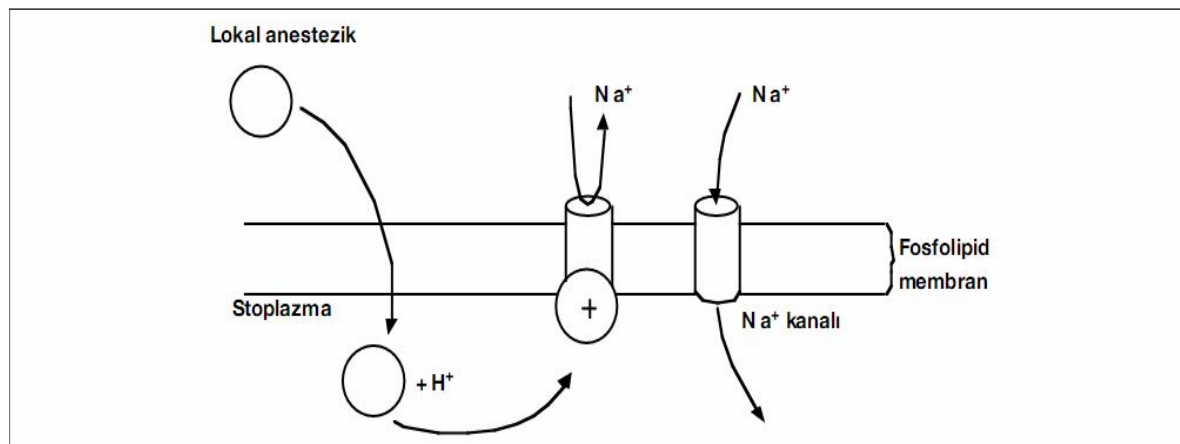 Lokal anestezik
Na⁺
Na⁺
Fosfolipid
membran
Stoplazma
Na⁺ kanalı
+
+ H⁺